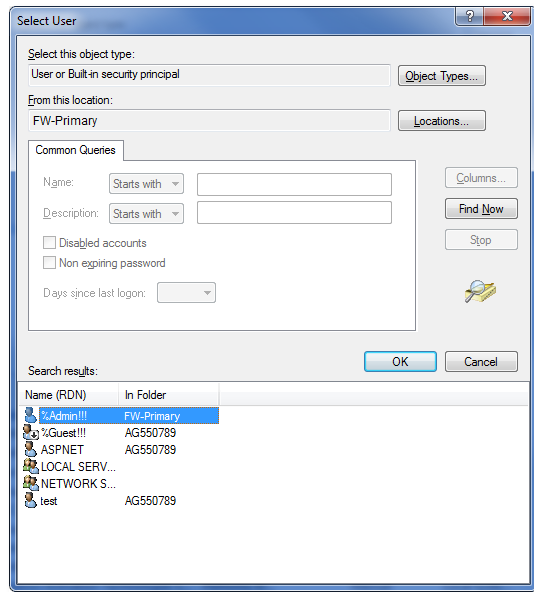 Select User
Select this object type:
User or Built-in security principal
Object Types...
From this location:
FW-Primary
Locations...
Common Queries
Name: Starts with
Columns...
Description: Starts with
Find Now
Disabled accounts
Stop
Non expiring password
Days since last logon:
OK Cancel
Search results:
Name (RDN) In Folder
%Admin!!! FW-Primary
%Guest!!! AG550789
ASPNET AG550789
LOCAL SERV...
NETWORK S...
test AG550789